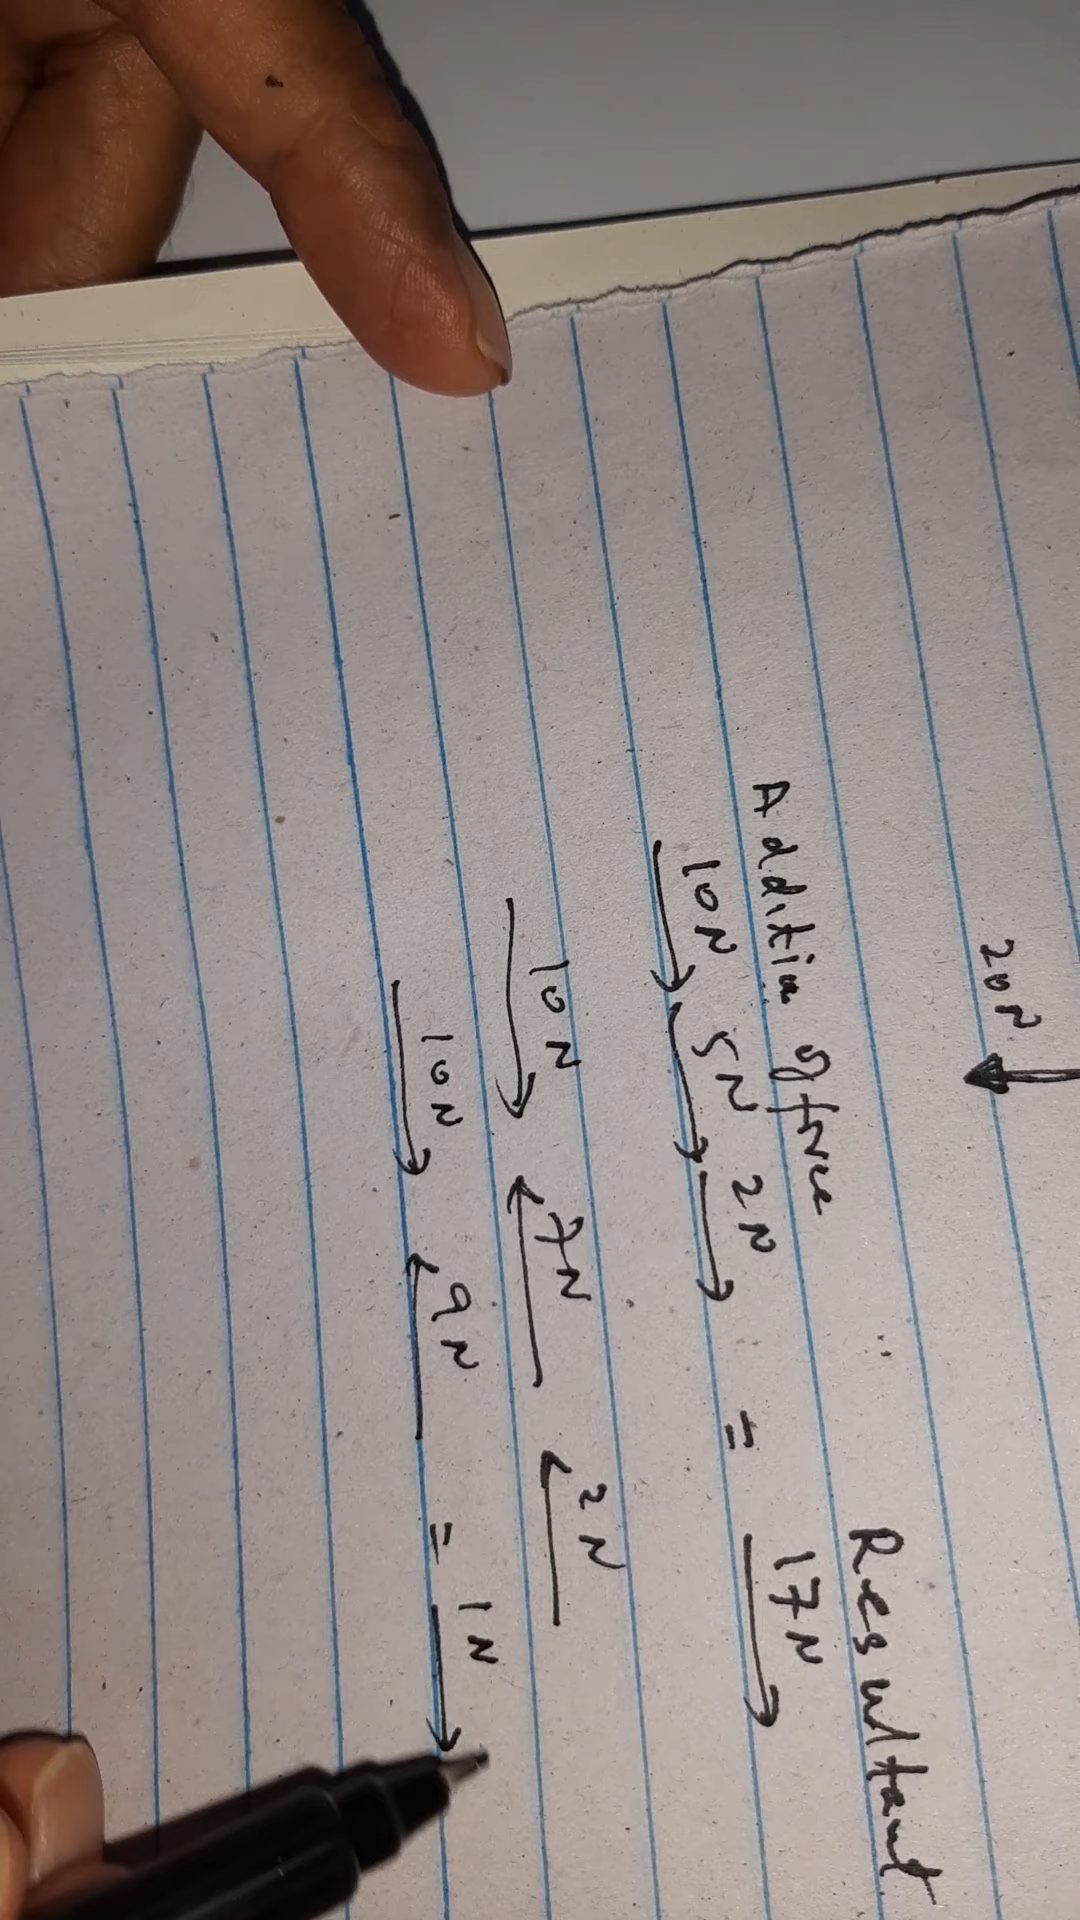 20N
Addition of force Resultant
10N 5N 2N = 17N
10N 7N 2N
10N 9N = 1N